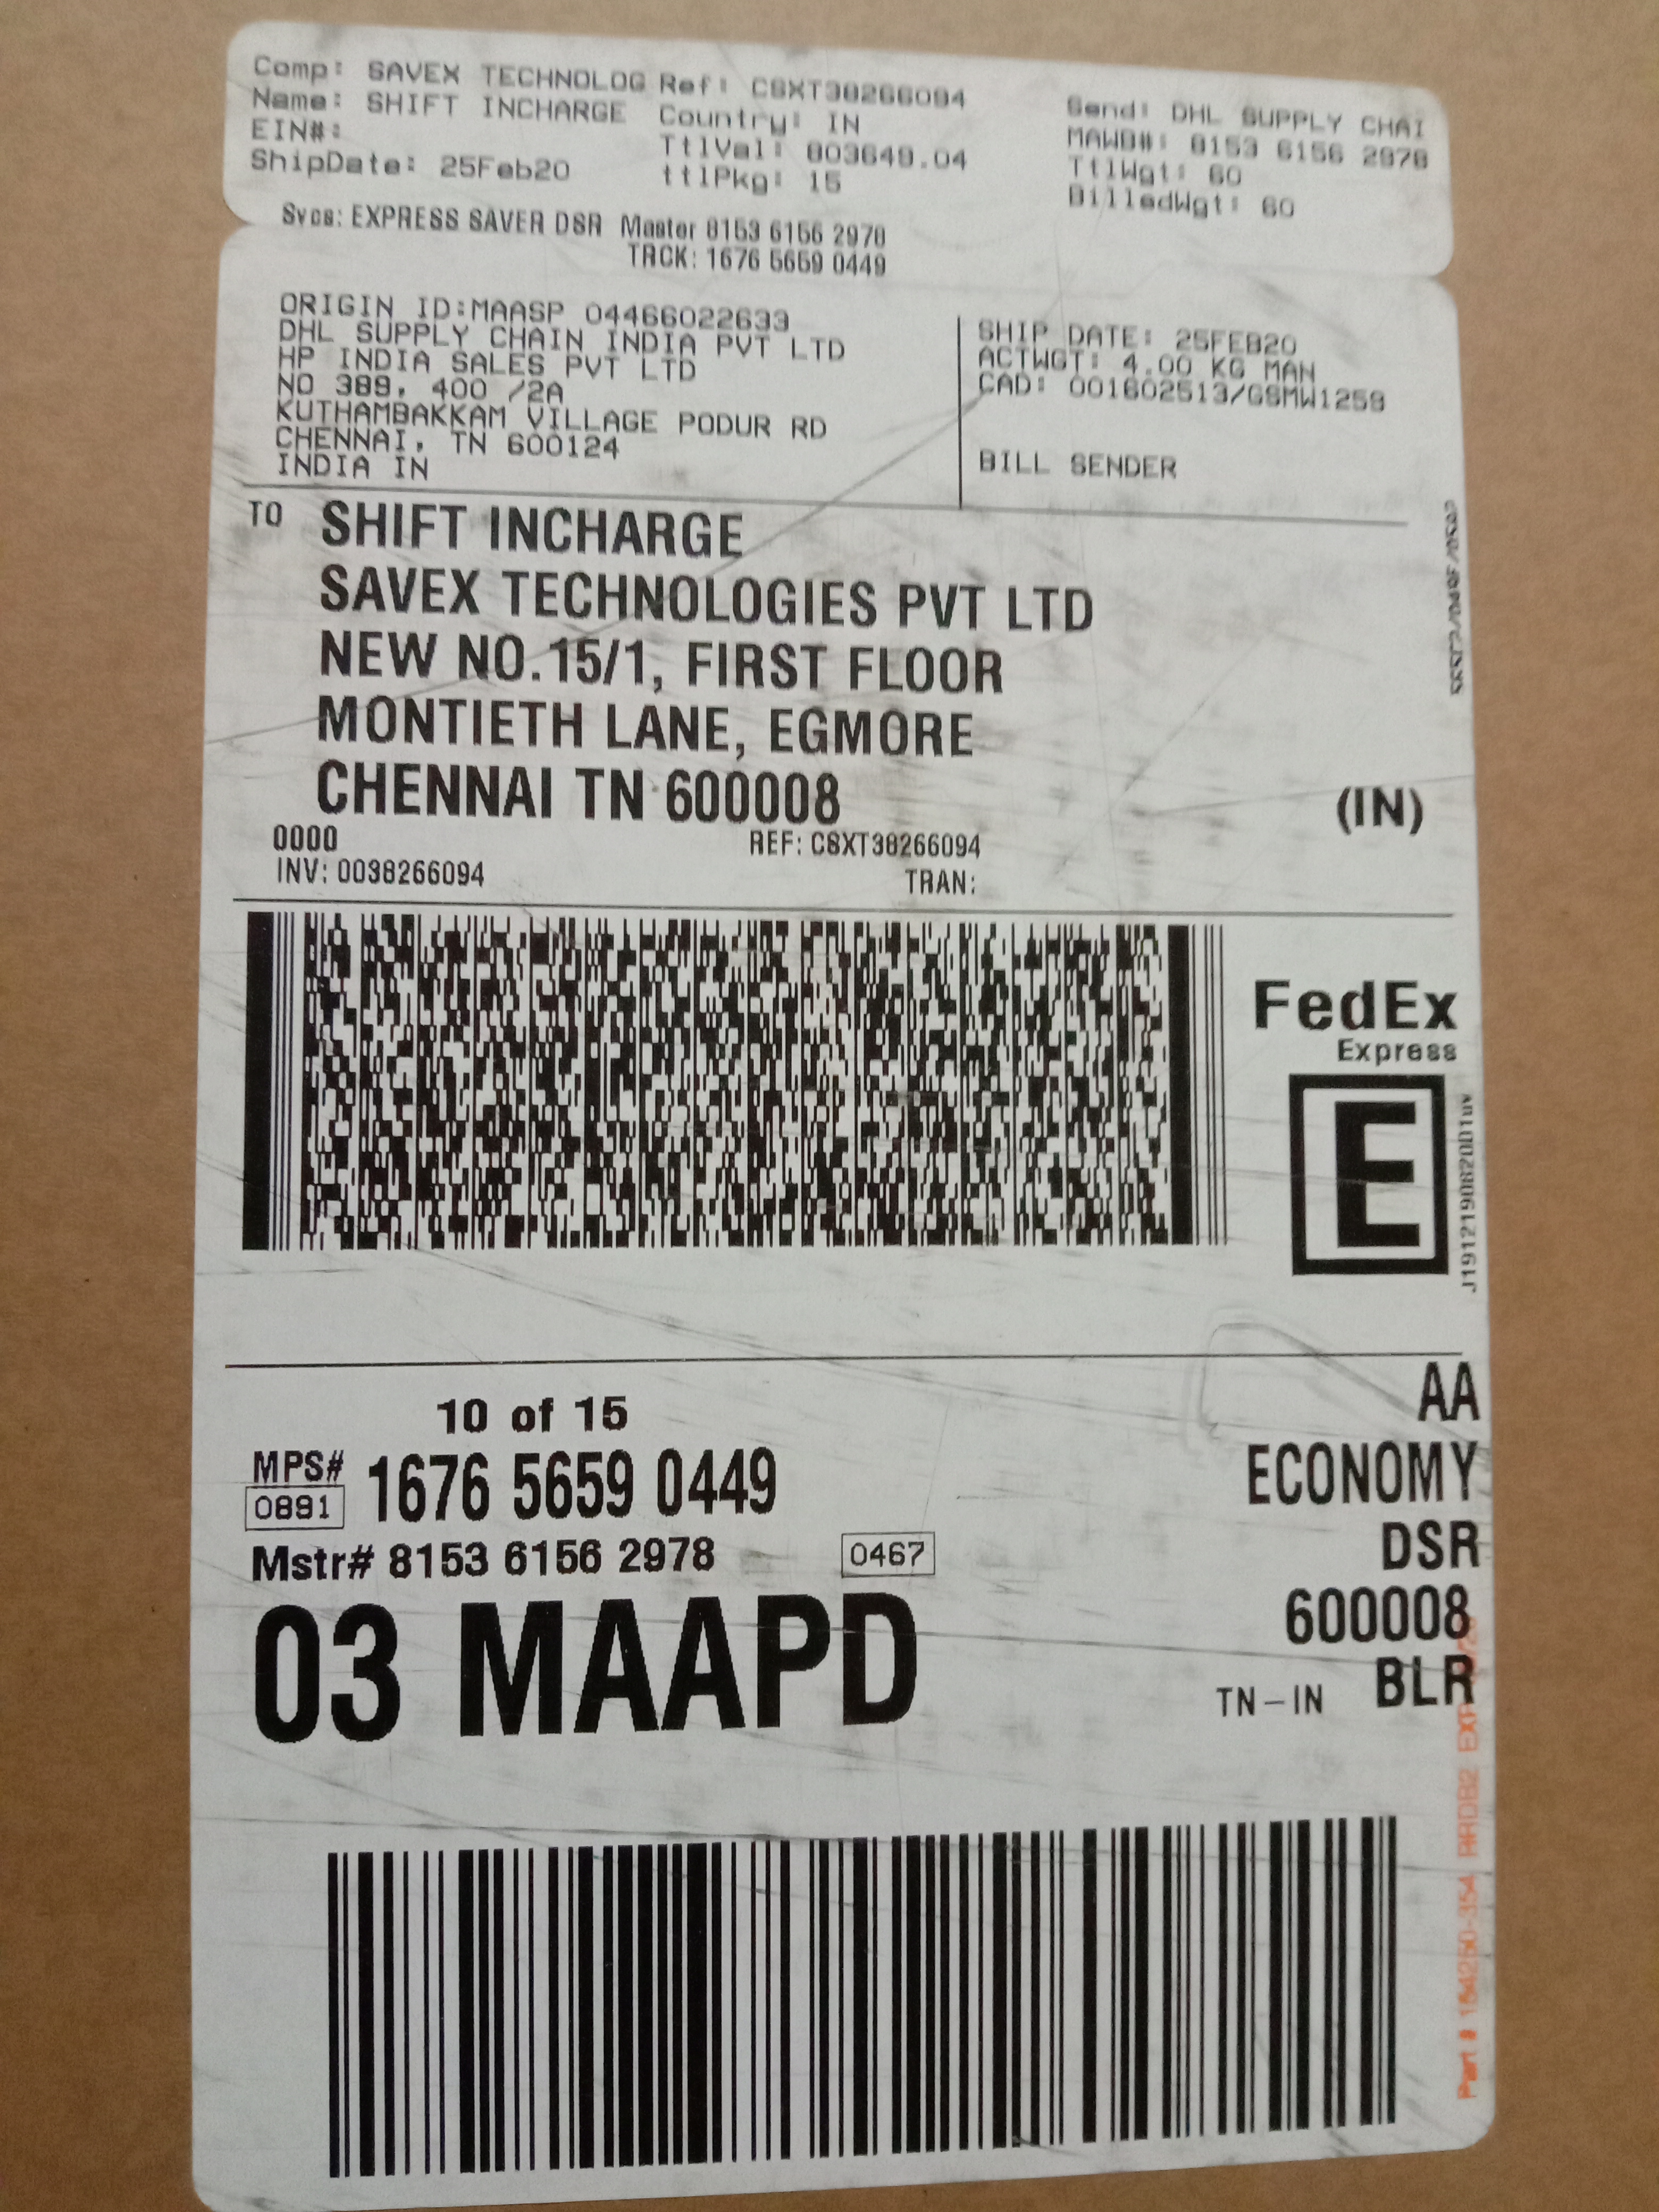 Comp: SAVEX TECHNOLOG Ref: CSXT38266094
Name: SHIFT INCHARGE Country: IN
EIN#: TtlVal: 803649.04
ShipDate: 25Feb20 ttlPkg: 15
Send: DHL SUPPLY CHAI
MAWB#: 8153 6156 2978
TtlWgt: 60
BilledWgt: 60
Svcs: EXPRESS SAVER DSR Master 8153 6156 2978
TRCK: 1676 5659 0449
ORIGIN ID:MAASP 04466022633
DHL SUPPLY CHAIN INDIA PVT LTD
HP INDIA SALES PVT LTD
NO 389, 400 /2A
KUTHAMBAKKAM VILLAGE PODUR RD
CHENNAI, TN 600124
INDIA IN
SHIP DATE: 25FEB20
ACTWGT: 4.00 KG MAN
CAD: 001602513/GSMW1259
BILL SENDER
TO SHIFT INCHARGE
SAVEX TECHNOLOGIES PVT LTD
NEW NO.15/1, FIRST FLOOR
MONTIETH LANE, EGMORE
CHENNAI TN 600008 (IN)
0000 REF: CSXT38266094
INV: 0038266094
TRAN:
FedEx
Express
E
10 of 15
MPS# 1676 5659 0449
0891
Mstr# 8153 6156 2978 0467
03 MAAPD
AA
ECONOMY
DSR
600008
TN-IN BLR
Part # 154250-354 RRDB2 EXP